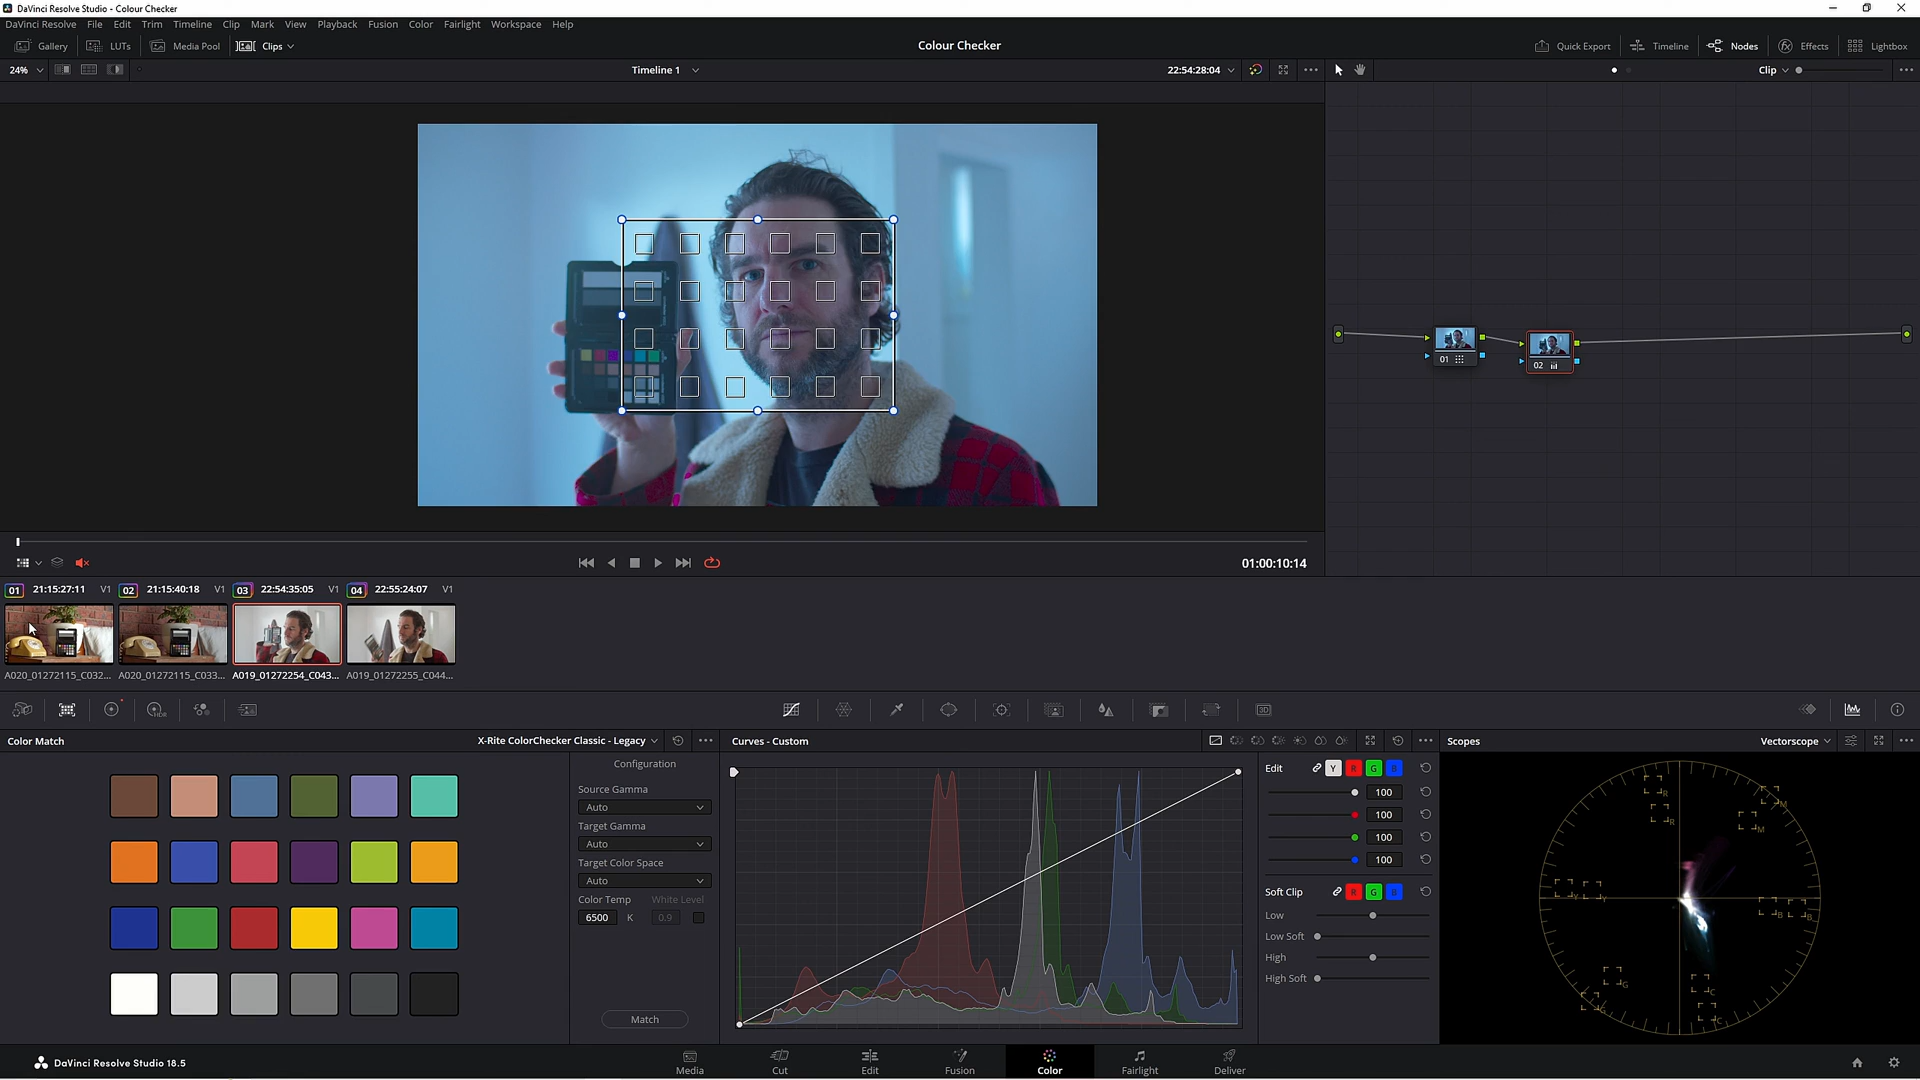 DaVinci Resolve Studio - Colour Checker
DaVinci Resolve File Edit Trim Timeline Clip Mark View Playback Fusion Color Fairlight Workspace Help
Gallery LUTs Media Pool Clips Colour Checker Quick Export Timeline Nodes Effects Lightbox
24% Timeline 1 22:54:28:04 Clip
01 02
01:00:10:14
01 21:15:27:11 V1 02 21:15:40:18 V1 03 22:54:35:05 V1 04 22:55:24:07 V1
A020_01272115_C032... A020_01272115_C033... A019_01272254_C043... A019_01272255_C044...
HDR 3D
Color Match X-Rite ColorChecker Classic - Legacy Curves - Custom Scopes Vectorscope
Configuration
Source Gamma
Auto
Target Gamma
Auto
Target Color Space
Auto
Color Temp White Level
6500 K 0.9
Match
Edit Y R G B
100
100
100
100
Soft Clip R G B
Low
Low Soft
High
High Soft
R M
R M
Y Y B B
G C
G C
DaVinci Resolve Studio 18.5
Media Cut Edit Fusion Color Fairlight Deliver